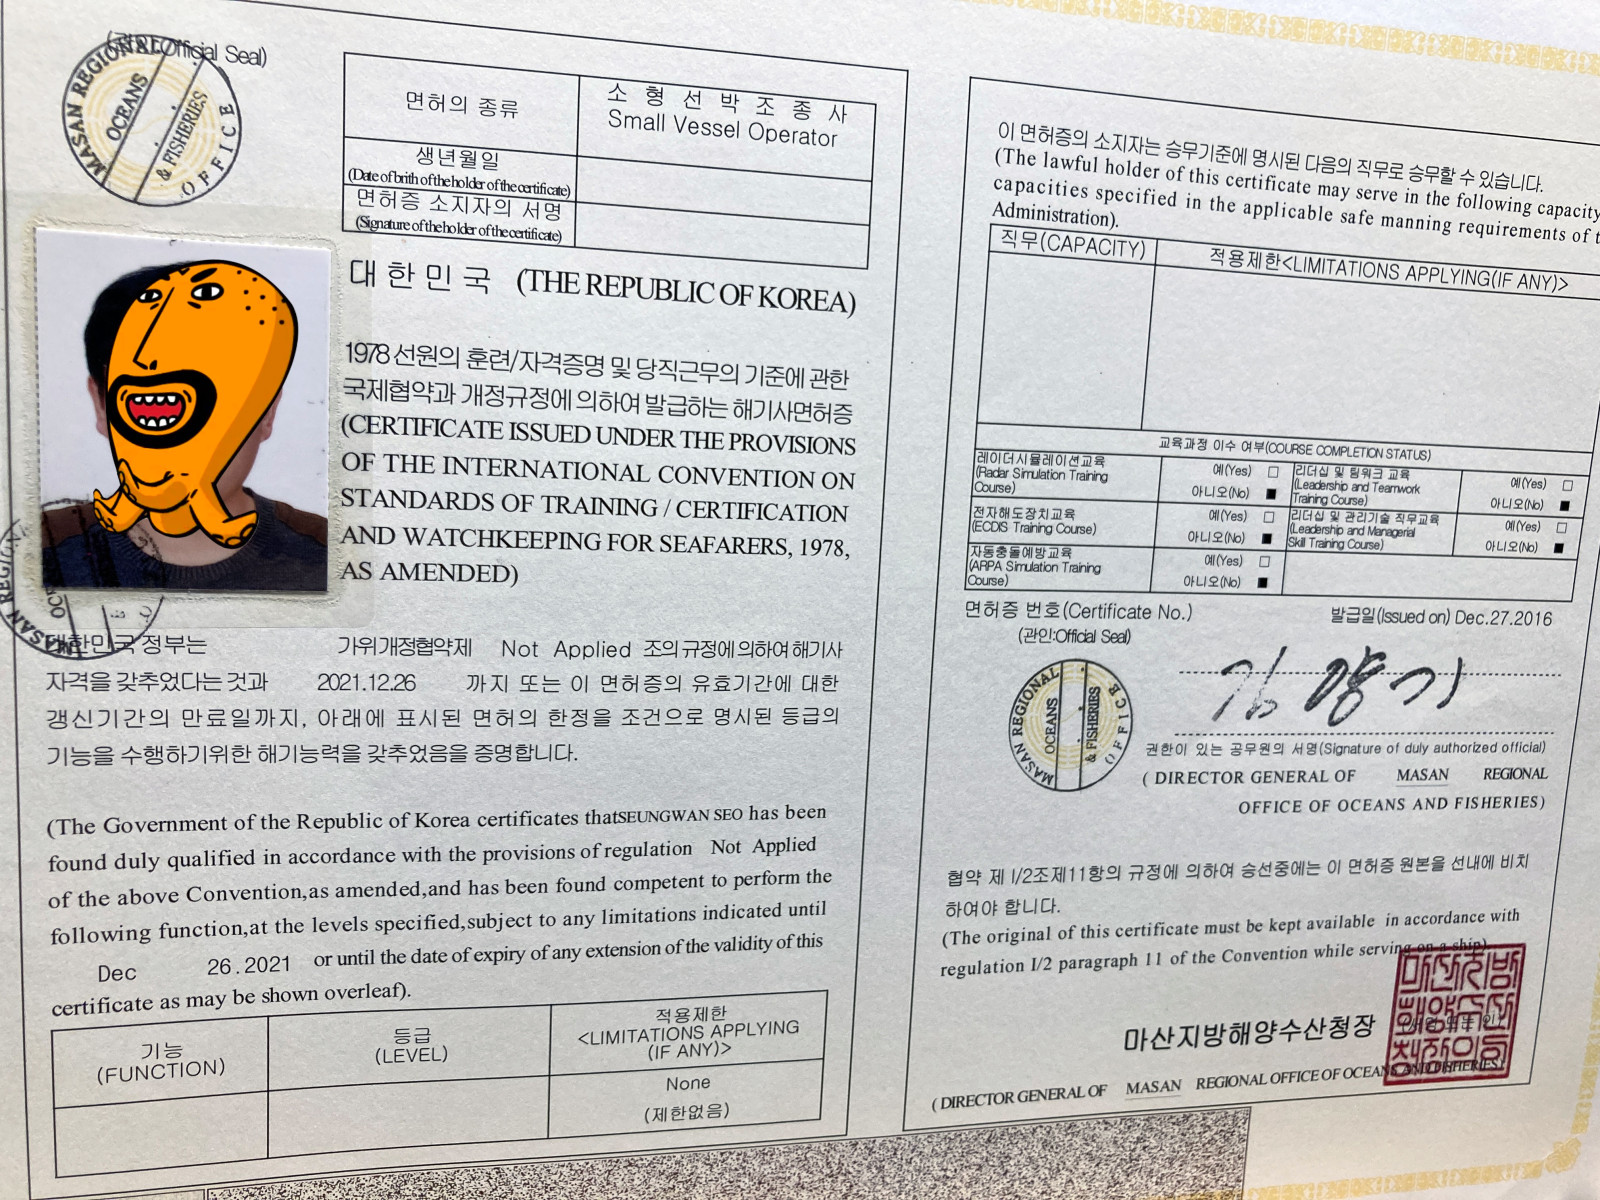 (관인:Official Seal)
MASAN REGIONAL
OCEANS
& FISHERIES
OFFICE
면허의 종류
소 형 선 박 조 종 사
Small Vessel Operator
생년월일
(Date of brith of the holder of the certificate)
면허증 소지자의 서명
(Signature of the holder of the certificate)
대 한 민 국 (THE REPUBLIC OF KOREA)
1978 선원의 훈련/자격증명 및 당직근무의 기준에 관한
국제협약과 개정규정에 의하여 발급하는 해기사면허증
(CERTIFICATE ISSUED UNDER THE PROVISIONS
OF THE INTERNATIONAL CONVENTION ON
STANDARDS OF TRAINING / CERTIFICATION
AND WATCHKEEPING FOR SEAFARERS, 1978,
AS AMENDED)
MASAN REGION
대한민국 정부는 가 위 개정협약 제 Not Applied 조의 규정에 의하여 해기사
자격을 갖추었다는 것과 2021.12.26 까지 또는 이 면허증의 유효기간에 대한
갱신기간의 만료일까지, 아래에 표시된 면허의 한정을 조건으로 명시된 등급의
기능을 수행하기위한 해기능력을 갖추었음을 증명합니다.
(The Government of the Republic of Korea certificates thatSEUNGWAN SEO has been
found duly qualified in accordance with the provisions of regulation Not Applied
of the above Convention,as amended,and has been found competent to perform the
following function,at the levels specified,subject to any limitations indicated until
Dec 26.2021 or until the date of expiry of any extension of the validity of this
certificate as may be shown overleaf).
기능
(FUNCTION)
등급
(LEVEL)
적용제한
<LIMITATIONS APPLYING
(IF ANY)>
None
(제한없음)
이 면허증의 소지자는 승무기준에 명시된 다음의 직무로 승무할 수 있습니다.
(The lawful holder of this certificate may serve in the following capacity
capacities specified in the applicable safe manning requirements of t
Administration).
직무(CAPACITY)
적용제한<LIMITATIONS APPLYING(IF ANY)>
교육과정 이수 여부(COURSE COMPLETION STATUS)
레이더시뮬레이션교육
(Radar Simulation Training
Course)
예(Yes) □
아니오(No) ■
리더십 및 팀워크 교육
(Leadership and Teamwork
Training Course)
예(Yes) □
아니오(No) ■
전자해도장치교육
(ECDIS Training Course)
예(Yes) □
아니오(No) ■
리더십 및 관리기술 직무교육
(Leadership and Managerial
Skill Training Course)
예(Yes) □
아니오(No) ■
자동충돌예방교육
(ARPA Simulation Training
Course)
예(Yes) □
아니오(No) ■
면허증 번호(Certificate No.)
발급일(Issued on) Dec.27.2016
(관인:Official Seal)
MASAN REGIONAL
OCEANS
& FISHERIES
OFFICE
권한이 있는 공무원의 서명(Signature of duly authorized official)
( DIRECTOR GENERAL OF MASAN REGIONAL
OFFICE OF OCEANS AND FISHERIES)
협약 제 I/2조제11항의 규정에 의하여 승선중에는 이 면허증 원본을 선내에 비치
하여야 합니다.
(The original of this certificate must be kept available in accordance with
regulation I/2 paragraph 11 of the Convention while serving on a ship).
마산지방해양수산청장
( DIRECTOR GENERAL OF MASAN REGIONAL OFFICE OF OCEANS AND FISHERIES)